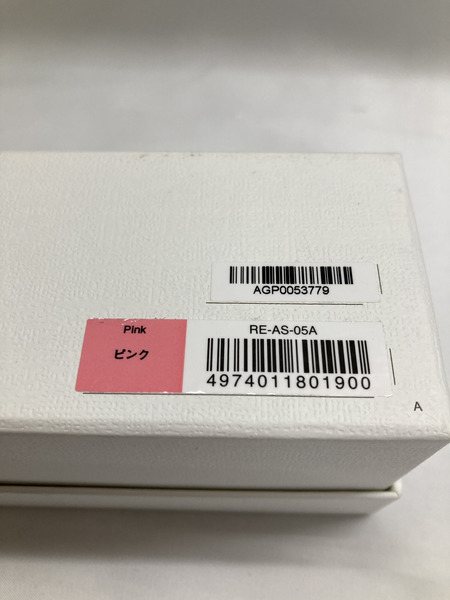 AGP0053779
Pink
ピンク
RE-AS-05A
4974011801900
A